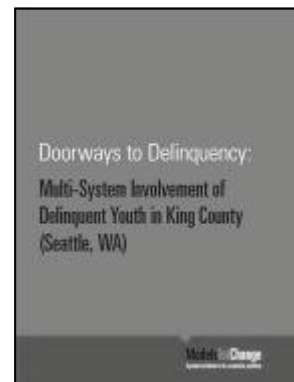 Doorways to Delinquency:
Multi-System Involvement of
Delinquent Youth in King County
(Seattle, WA)
Models for Change